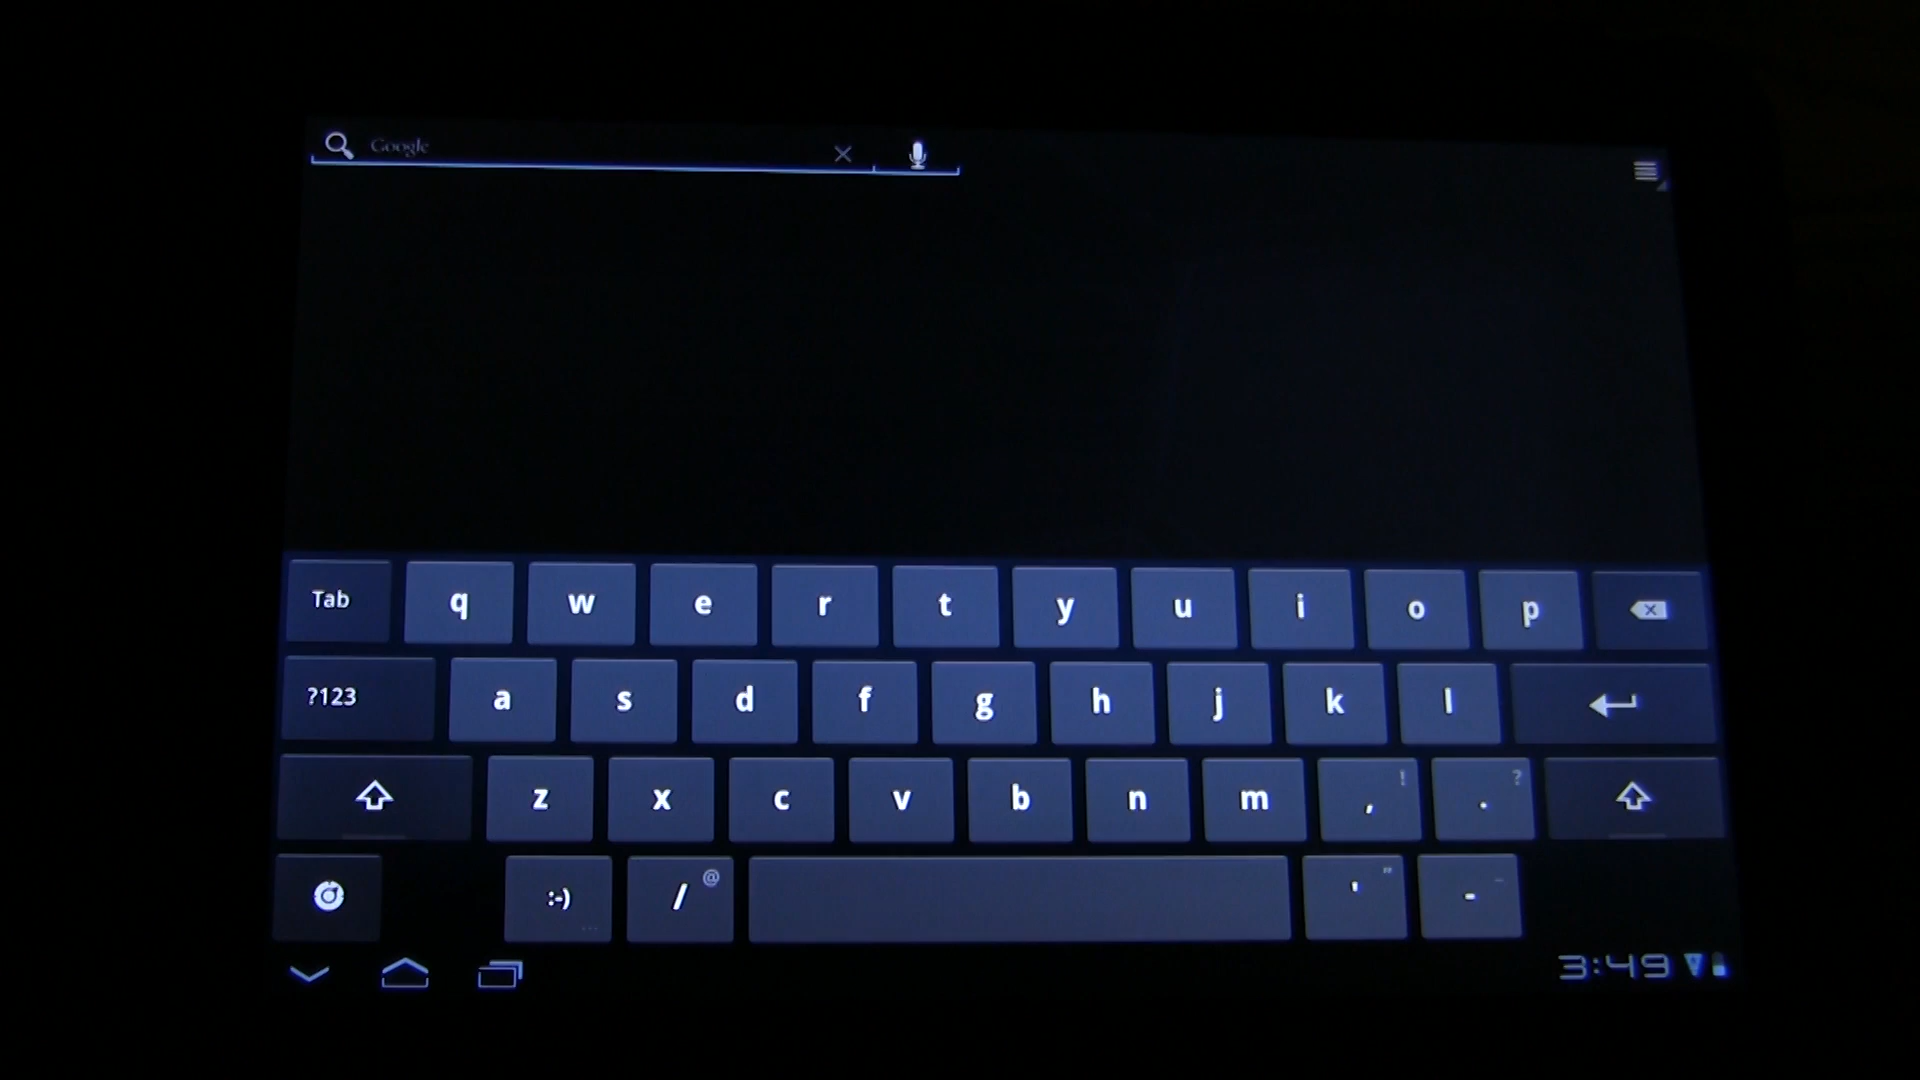 Google
Tab q w e r t y u i o p
?123 a s d f g h j k l
z x c v b n m , ! . ?
:-) ... / @ ' " - _
3:49